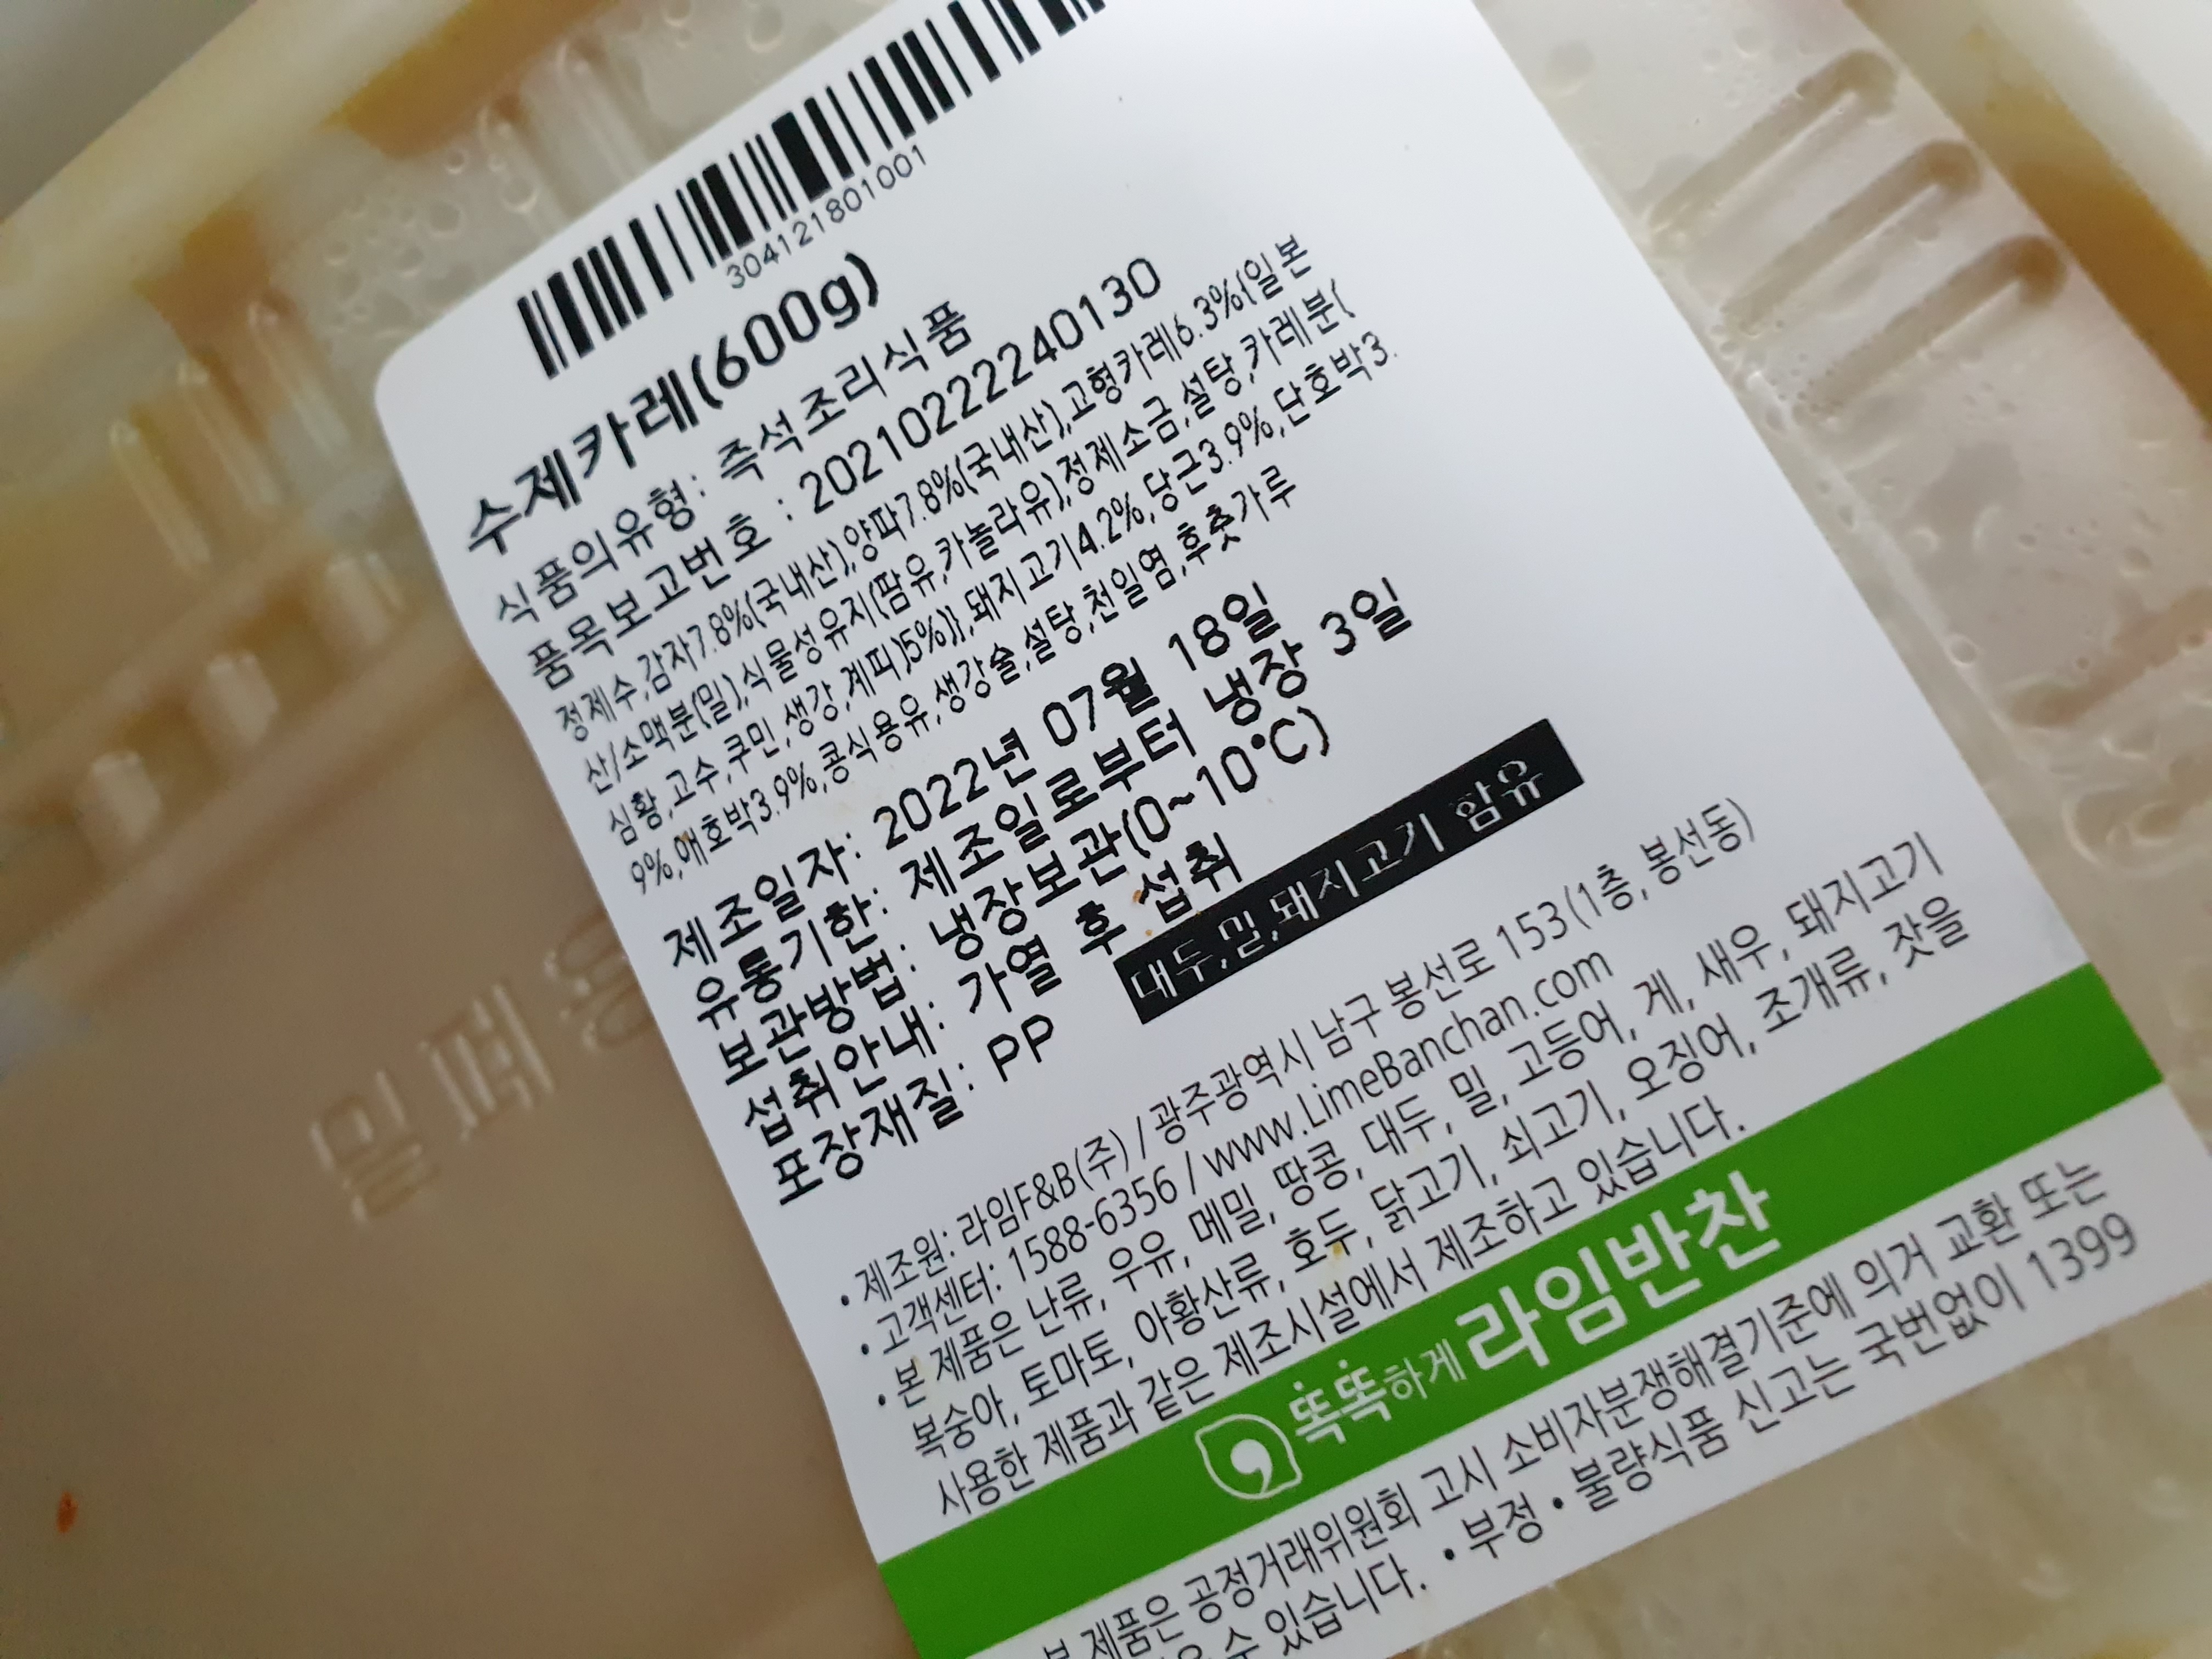 304121801001
수제카레(600g)
식품의유형: 즉석조리식품
품목보고번호 : 20210222240130
정제수,감자7.8%(국내산),양파7.8%(국내산),고형카레6.3%{일본
산/소맥분(밀),식물성유지(팜유,카놀라유),정제소금,설탕,카레분(
심황,고수,쿠민,생강,계피)5%)},돼지고기4.2%,당근3.9%,단호박3.
9%,애호박3.9%,콩식용유,생강술,설탕,천일염,후춧가루
제조일자: 2022년 07월 18일
유통기한: 제조일로부터 냉장 3일
보관방법: 냉장보관(0~10°C)
섭취안내: 가열 후 섭취
포장재질: PP
대두,밀,돼지고기 함유
• 제조원: 라임F&B(주) / 광주광역시 남구 봉선로 153(1층, 봉선동)
• 고객센터: 1588-6356 / www.LimeBanchan.com
• 본 제품은 난류, 우유, 메밀, 땅콩, 대두, 밀, 고등어, 게, 새우, 돼지고기
복숭아, 토마토, 아황산류, 호두, 닭고기, 쇠고기, 오징어, 조개류, 잣을
사용한 제품과 같은 제조시설에서 제조하고 있습니다.
똑똑하게 라임반찬
본 제품은 공정거래위원회 고시 소비자분쟁해결기준에 의거 교환 또는
수 있습니다. • 부정 • 불량식품 신고는 국번없이 1399
밀폐용